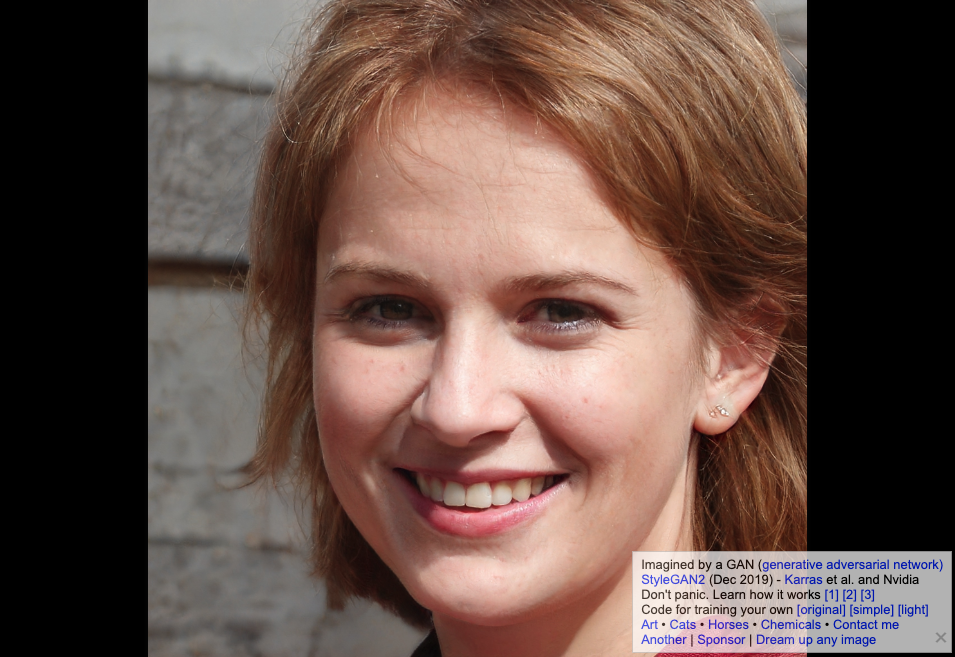 Imagined by a GAN (generative adversarial network)
StyleGAN2 (Dec 2019) - Karras et al. and Nvidia
Don't panic. Learn how it works [1] [2] [3]
Code for training your own [original] [simple] [light]
Art • Cats • Horses • Chemicals • Contact me
Another | Sponsor | Dream up any image
×